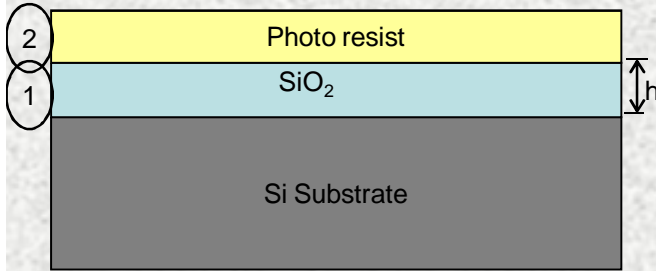 2 Photo resist
1 SiO₂ h
Si Substrate